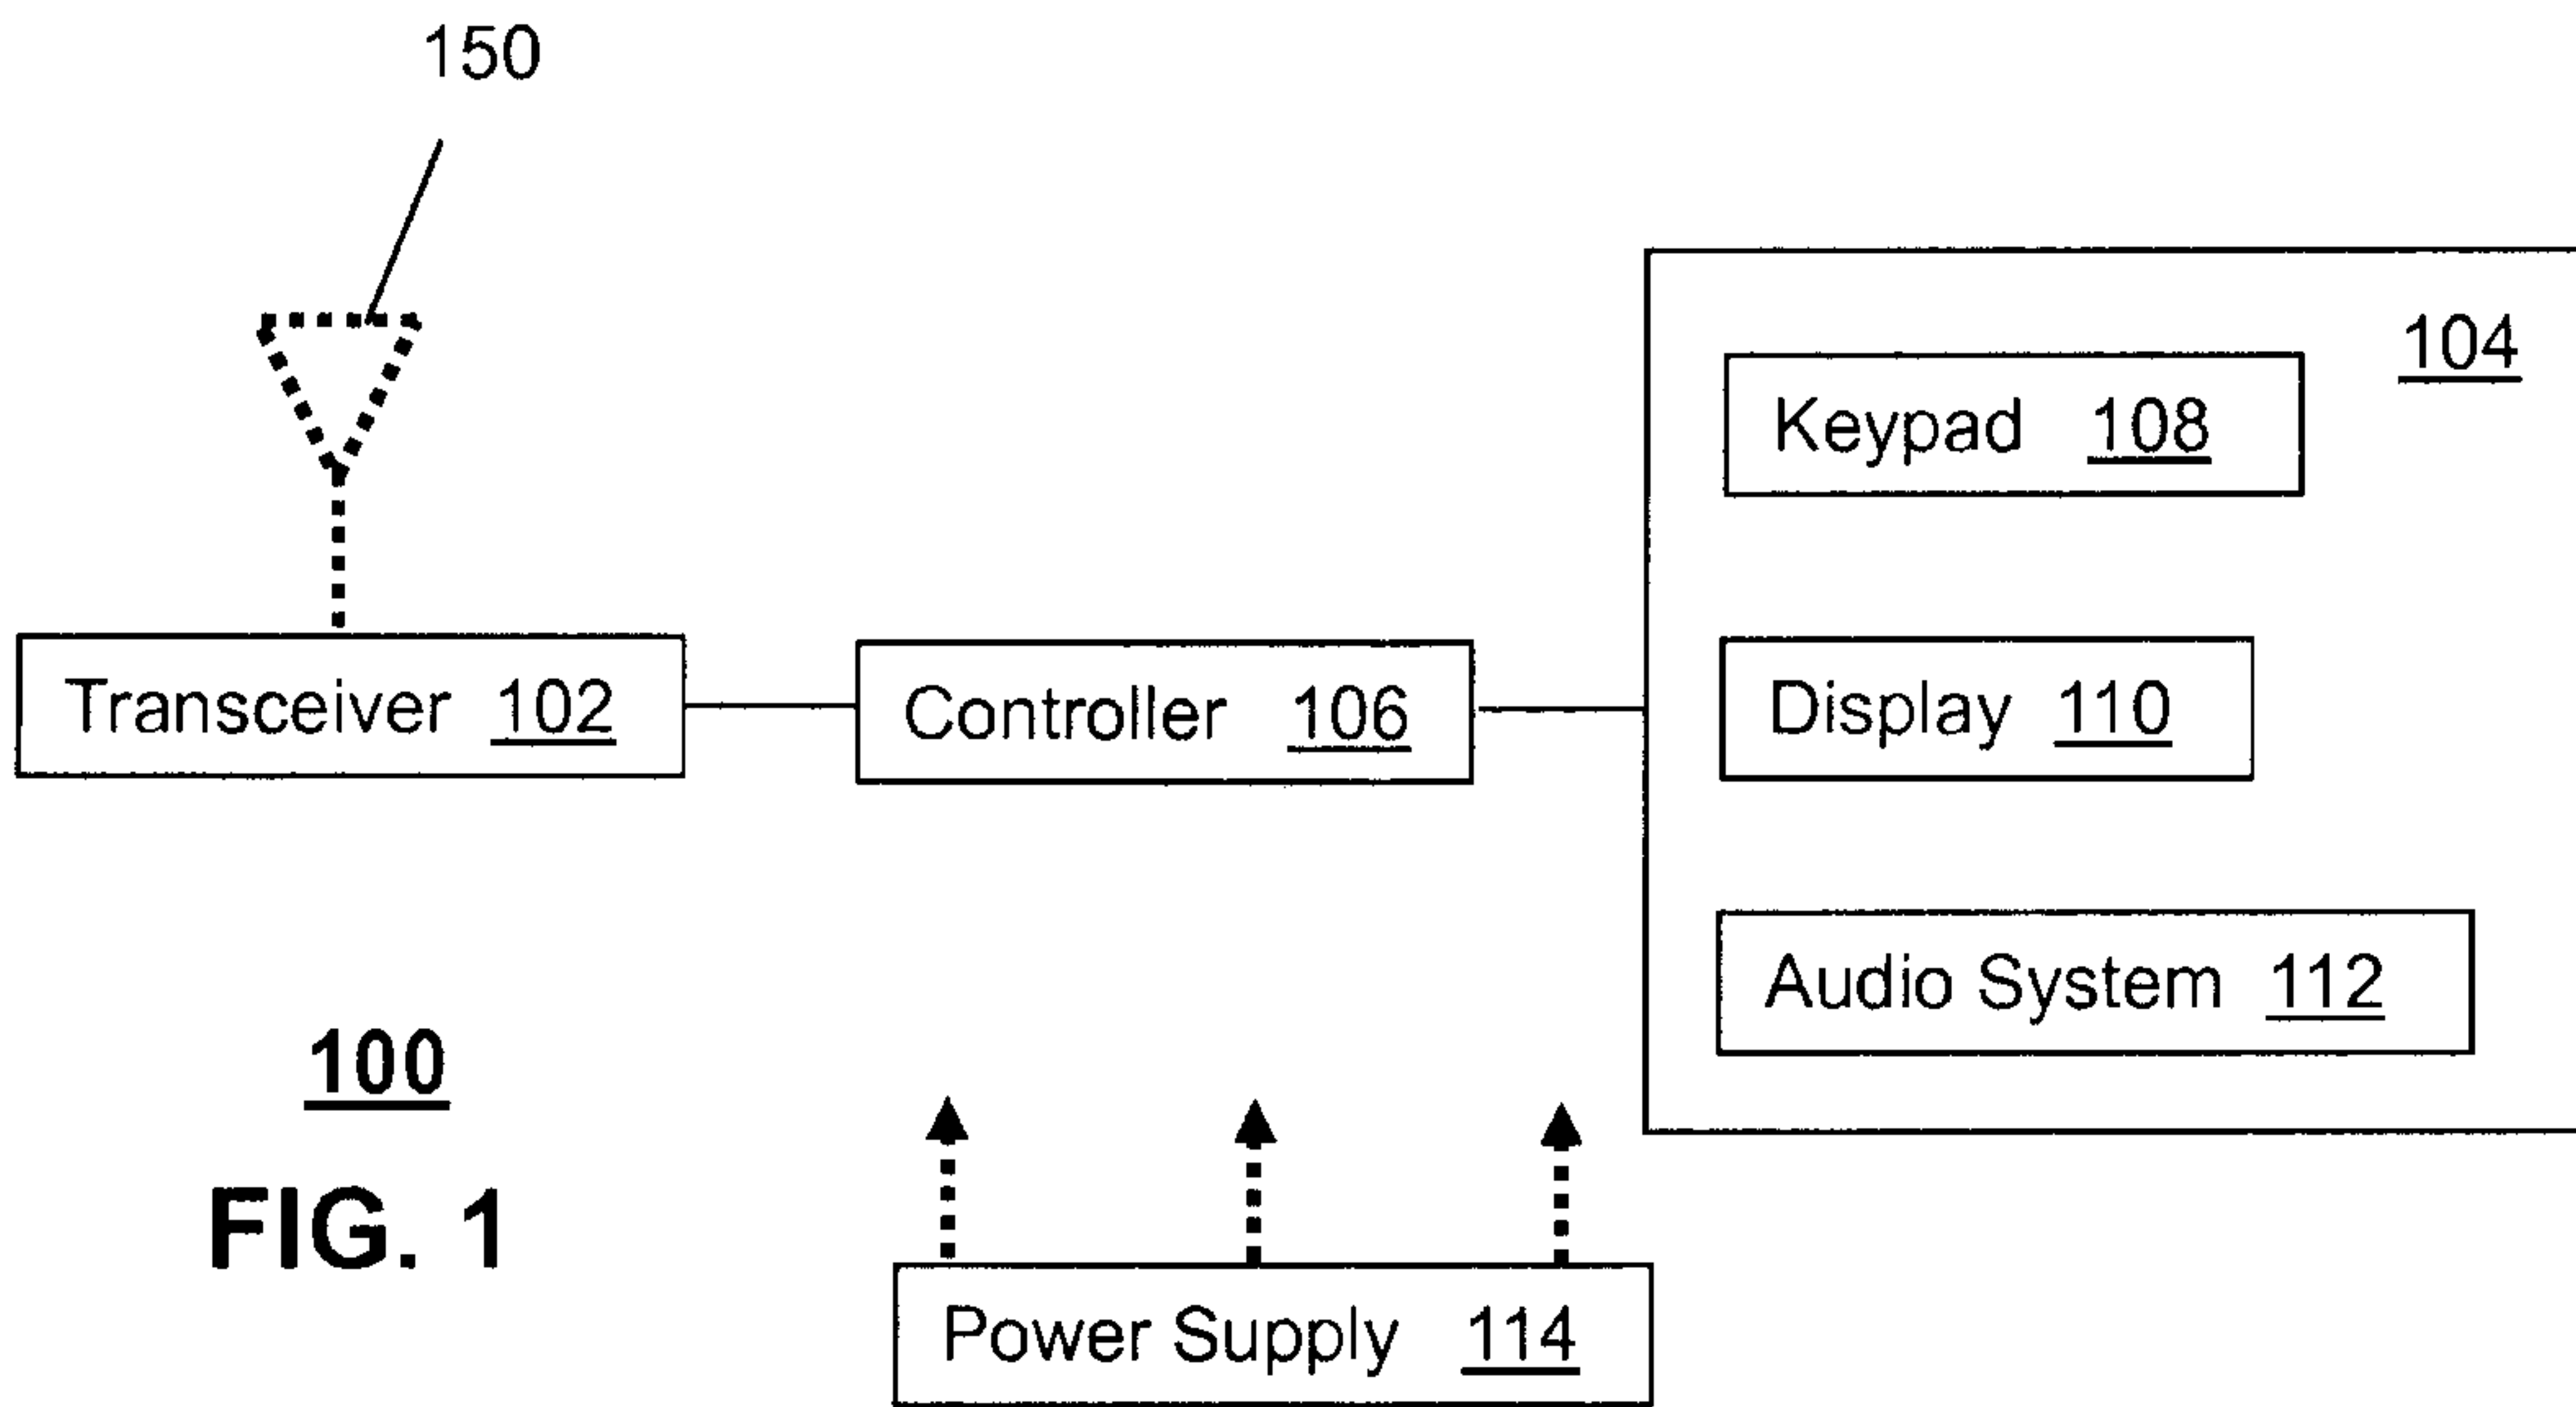 150
104
Keypad 108
Transceiver 102
Controller 106
Display 110
Audio System 112
100
FIG. 1
Power Supply 114